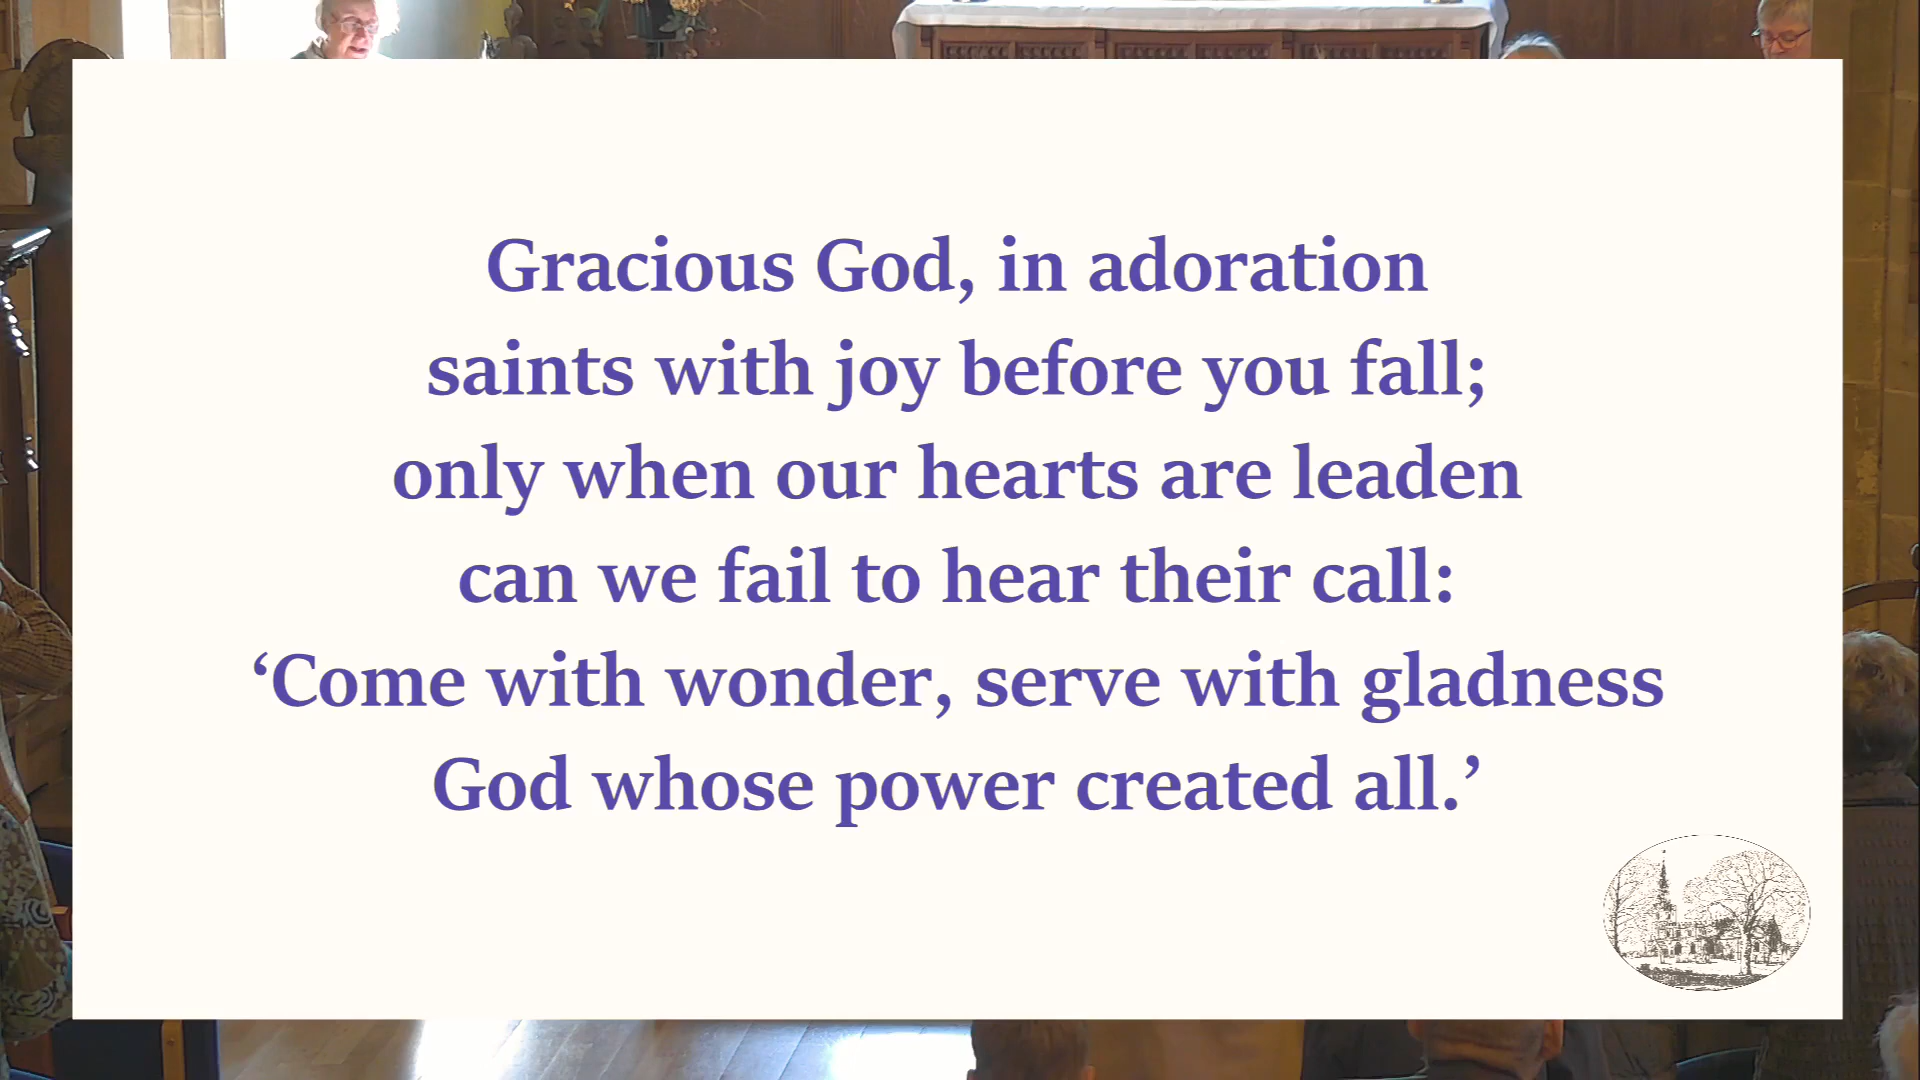 Gracious God, in adoration
saints with joy before you fall;
only when our hearts are leaden
can we fail to hear their call:
‘Come with wonder, serve with gladness
God whose power created all.’